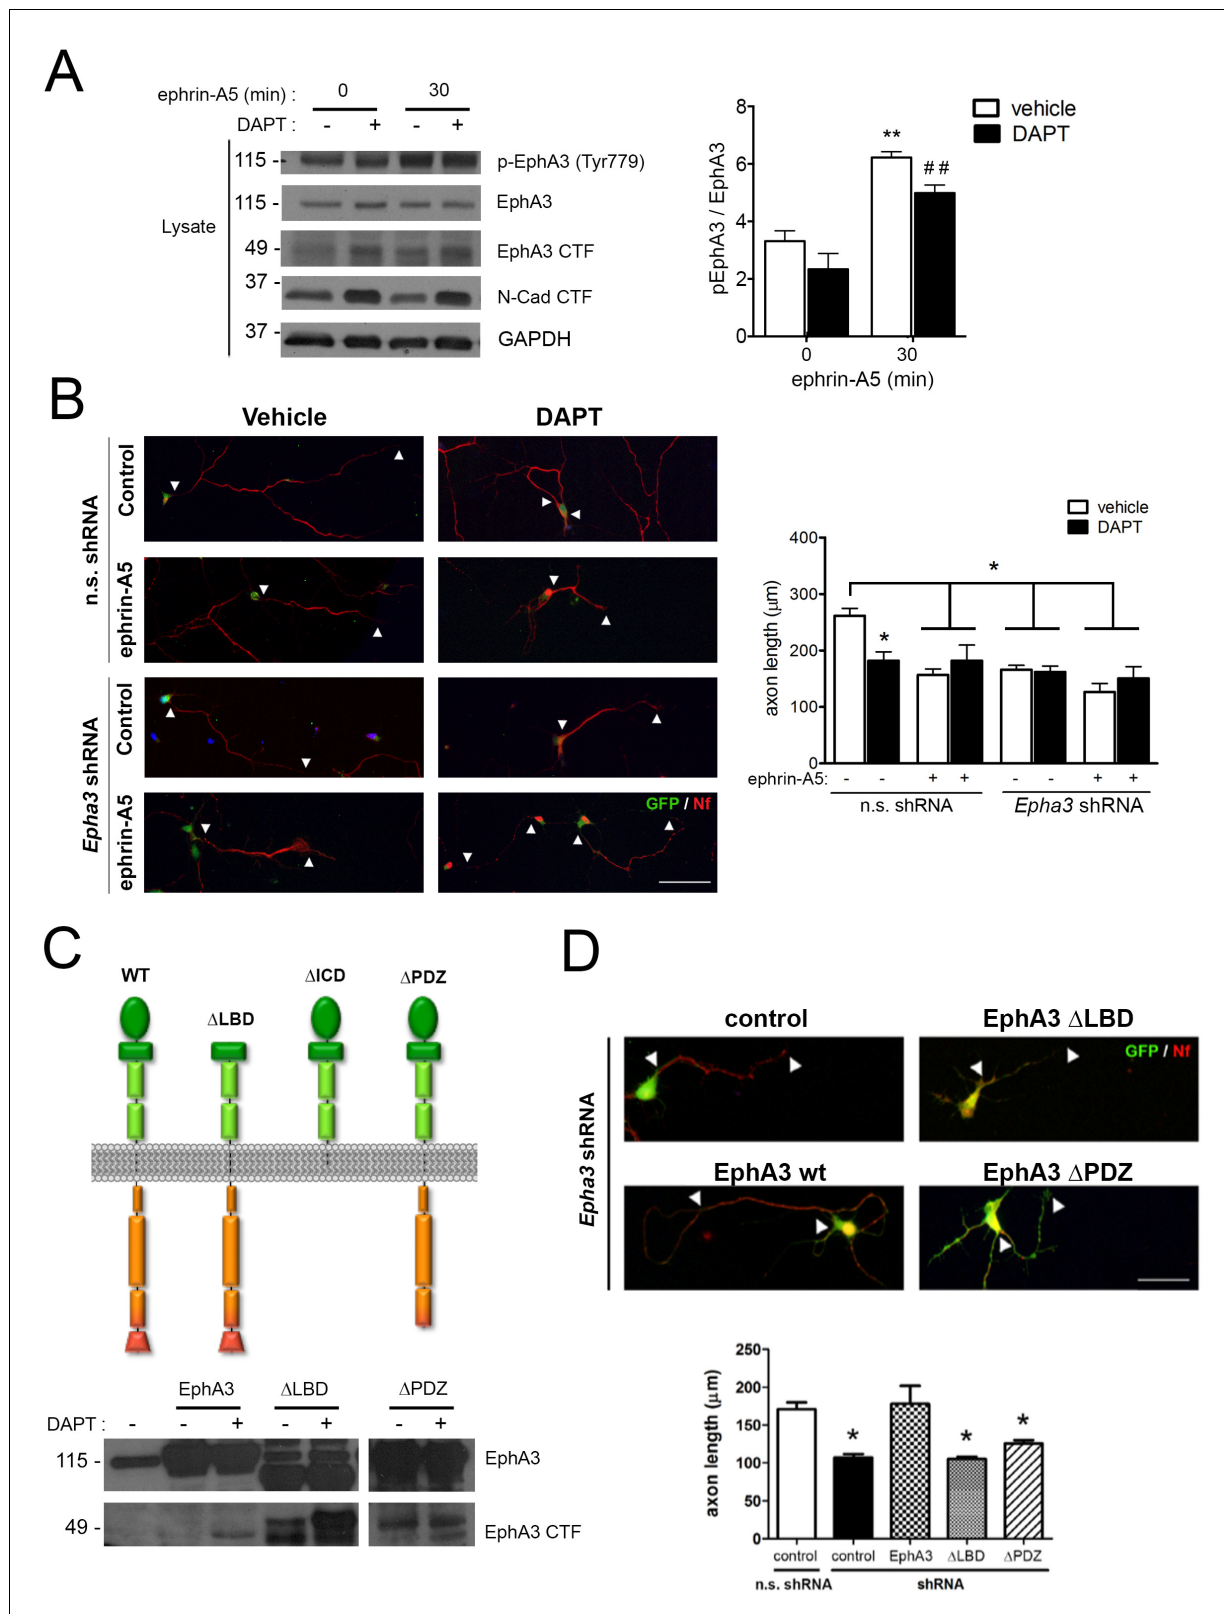 A
ephrin-A5 (min) : 0 30
DAPT : - + - +
Lysate
115 - p-EphA3 (Tyr779)
115 - EphA3
49 - EphA3 CTF
37 - N-Cad CTF
37 - GAPDH
vehicle
DAPT
pEphA3 / EphA3
8
6
4
2
0
**
##
0 30
ephrin-A5 (min)
B
Vehicle DAPT
n.s. shRNA
Control
ephrin-A5
Epha3 shRNA
Control
ephrin-A5
GFP / Nf
vehicle
DAPT
axon length (μm)
400
300
200
100
0
*
*
ephrin-A5: - - + + - - + +
n.s. shRNA Epha3 shRNA
C
WT ΔLBD ΔICD ΔPDZ
EphA3 ΔLBD ΔPDZ
DAPT : - - + - + - +
115 - EphA3
49 - EphA3 CTF
D
control EphA3 ΔLBD
GFP / Nf
Epha3 shRNA
EphA3 wt EphA3 ΔPDZ
axon length (μm)
250
200
150
100
50
0
* * *
control control EphA3 ΔLBD ΔPDZ
n.s. shRNA shRNA